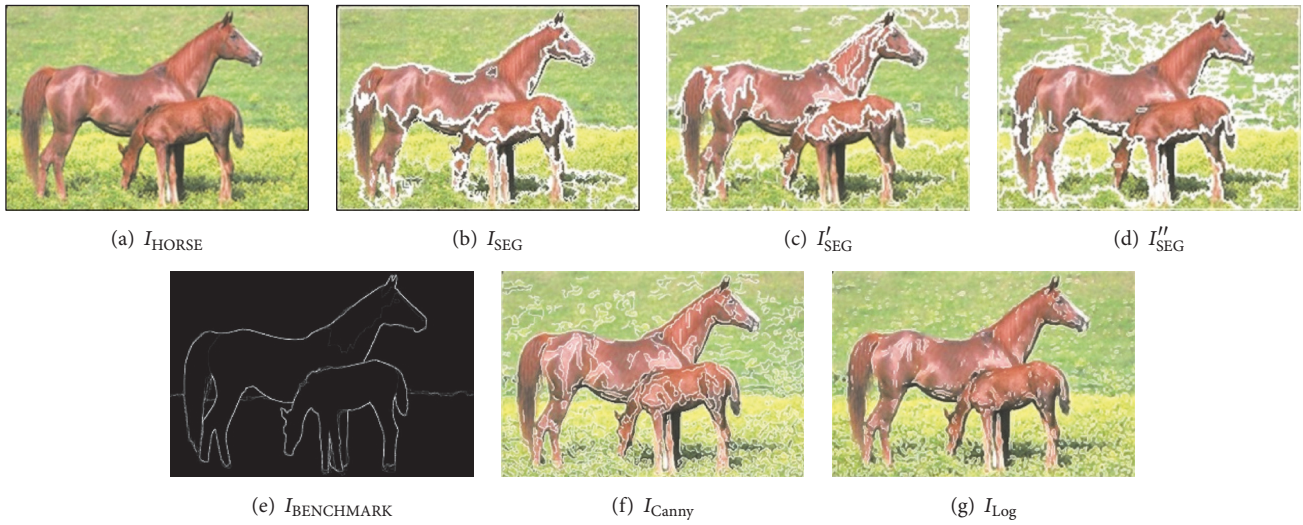 (a) I_HORSE
(b) I_SEG
(c) I′_SEG
(d) I″_SEG
(e) I_BENCHMARK
(f) I_Canny
(g) I_Log